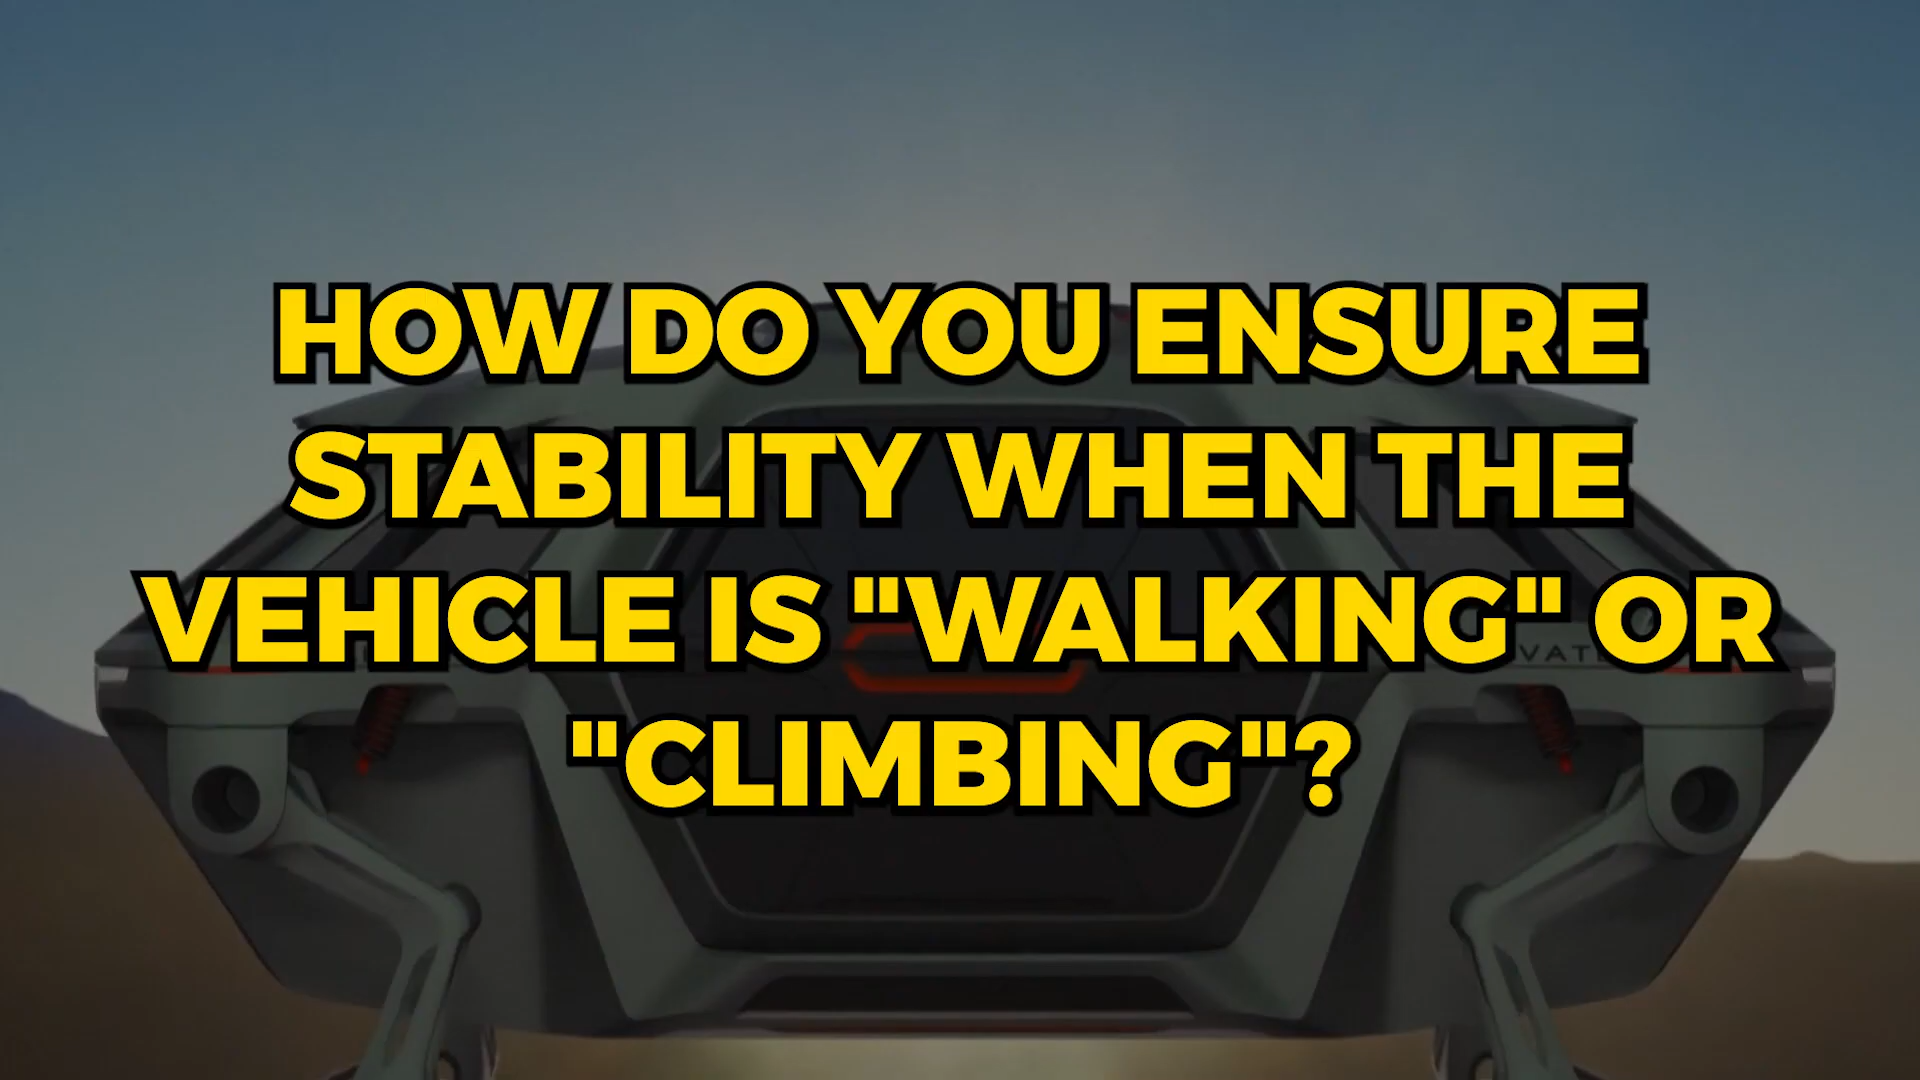 HOW DO YOU ENSURE
STABILITY WHEN THE
VEHICLE IS "WALKING" OR
"CLIMBING"?